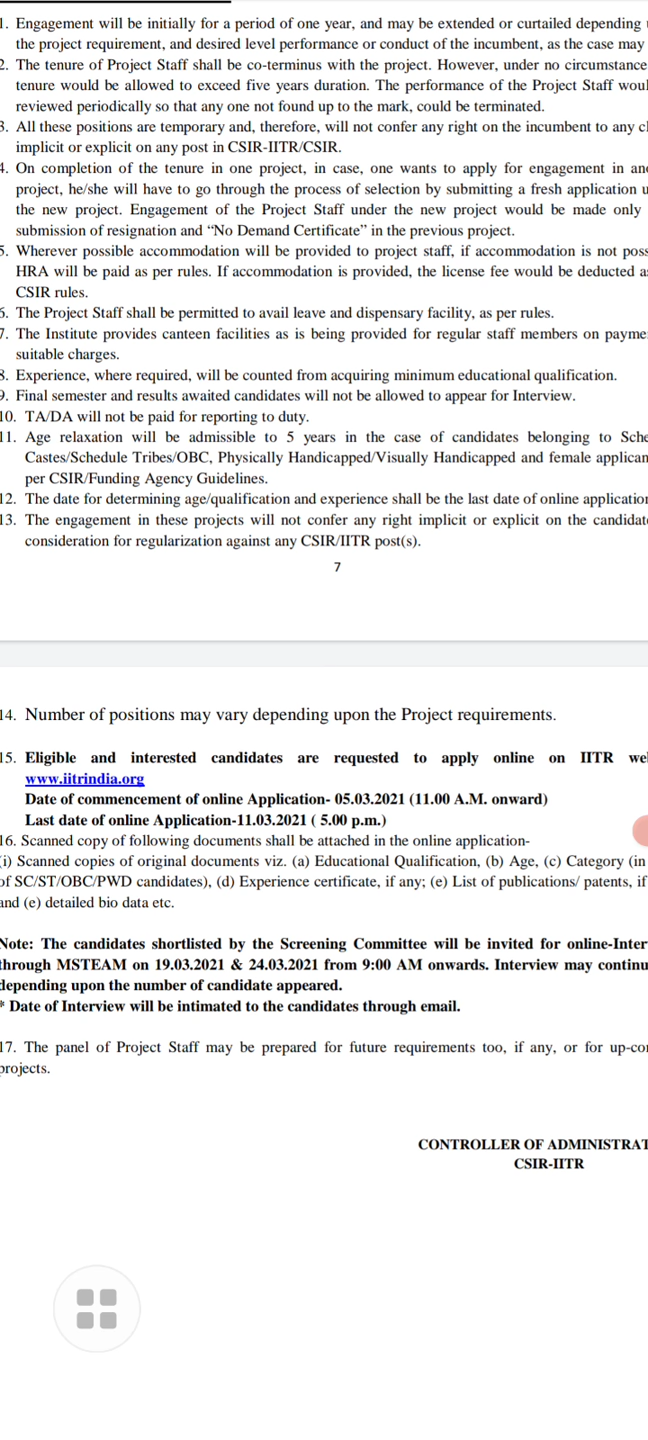 1. Engagement will be initially for a period of one year, and may be extended or curtailed depending
the project requirement, and desired level performance or conduct of the incumbent, as the case may
2. The tenure of Project Staff shall be co-terminus with the project. However, under no circumstance
tenure would be allowed to exceed five years duration. The performance of the Project Staff woul
reviewed periodically so that any one not found up to the mark, could be terminated.
3. All these positions are temporary and, therefore, will not confer any right on the incumbent to any cl
implicit or explicit on any post in CSIR-IITR/CSIR.
4. On completion of the tenure in one project, in case, one wants to apply for engagement in an
project, he/she will have to go through the process of selection by submitting a fresh application u
the new project. Engagement of the Project Staff under the new project would be made only
submission of resignation and “No Demand Certificate” in the previous project.
5. Wherever possible accommodation will be provided to project staff, if accommodation is not poss
HRA will be paid as per rules. If accommodation is provided, the license fee would be deducted a
CSIR rules.
6. The Project Staff shall be permitted to avail leave and dispensary facility, as per rules.
7. The Institute provides canteen facilities as is being provided for regular staff members on payme
suitable charges.
8. Experience, where required, will be counted from acquiring minimum educational qualification.
9. Final semester and results awaited candidates will not be allowed to appear for Interview.
10. TA/DA will not be paid for reporting to duty.
11. Age relaxation will be admissible to 5 years in the case of candidates belonging to Sche
Castes/Schedule Tribes/OBC, Physically Handicapped/Visually Handicapped and female applican
per CSIR/Funding Agency Guidelines.
12. The date for determining age/qualification and experience shall be the last date of online application
13. The engagement in these projects will not confer any right implicit or explicit on the candidat
consideration for regularization against any CSIR/IITR post(s).
7
14. Number of positions may vary depending upon the Project requirements.
15. Eligible and interested candidates are requested to apply online on IITR we
www.iitrindia.org
Date of commencement of online Application- 05.03.2021 (11.00 A.M. onward)
Last date of online Application-11.03.2021 ( 5.00 p.m.)
16. Scanned copy of following documents shall be attached in the online application-
(i) Scanned copies of original documents viz. (a) Educational Qualification, (b) Age, (c) Category (in
of SC/ST/OBC/PWD candidates), (d) Experience certificate, if any; (e) List of publications/ patents, if
and (e) detailed bio data etc.
Note: The candidates shortlisted by the Screening Committee will be invited for online-Inter
through MSTEAM on 19.03.2021 & 24.03.2021 from 9:00 AM onwards. Interview may continu
depending upon the number of candidate appeared.
* Date of Interview will be intimated to the candidates through email.
17. The panel of Project Staff may be prepared for future requirements too, if any, or for up-co
projects.
CONTROLLER OF ADMINISTRAT
CSIR-IITR